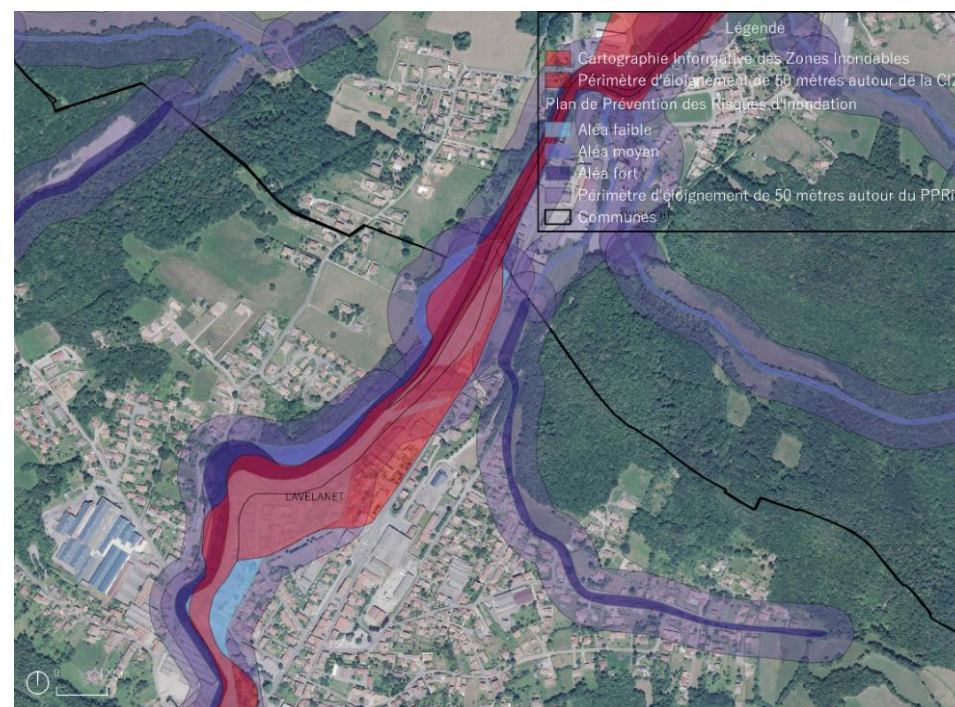 Légende
Cartographie Informative des Zones Inondables
Périmètre d'éloignement de 50 mètres autour de la
Plan de Prévention des Risques d'Inondation
Aléa faible
Aléa moyen
Aléa fort
Périmètre d'éloignement de 50 mètres autour du PPRi
Communes
LAVELANET